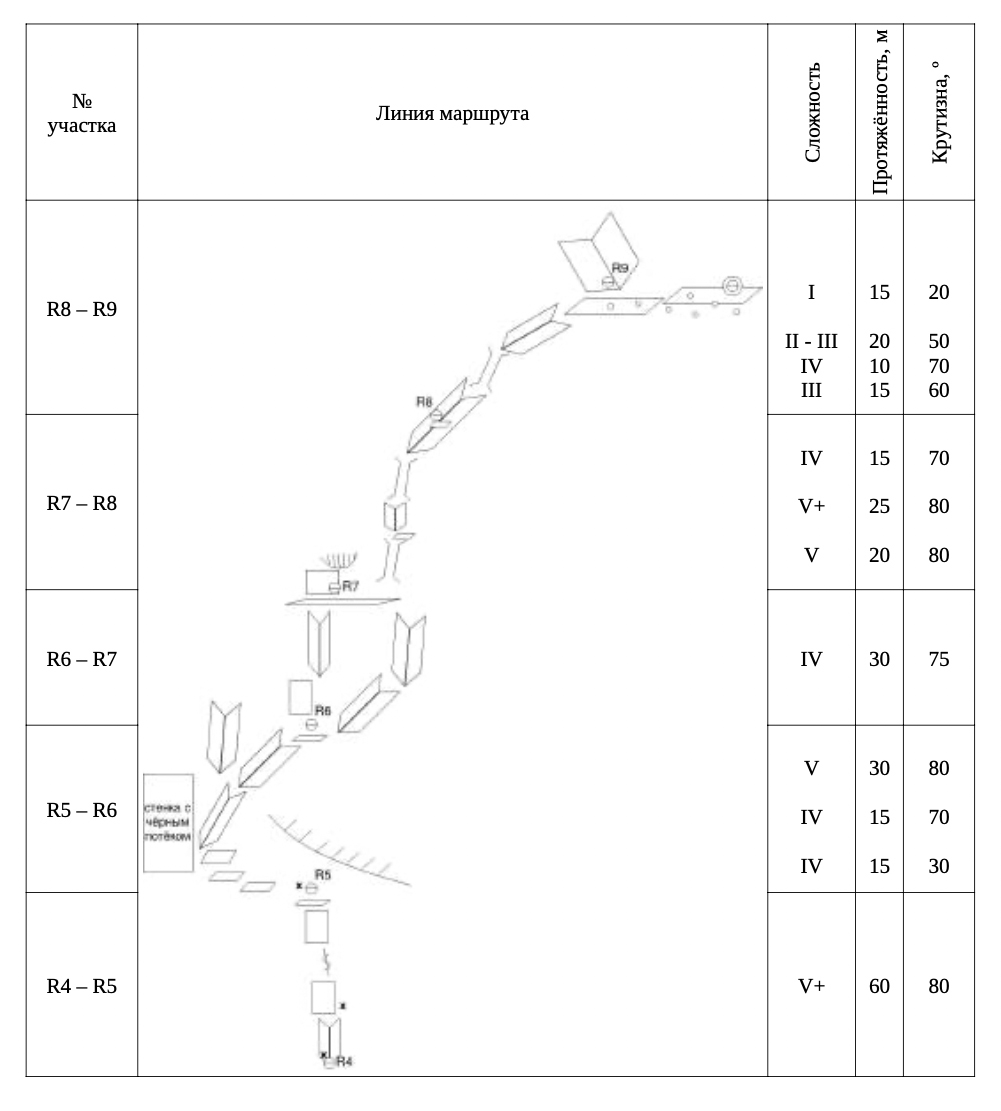 №
участка
Линия маршрута
Сложность
Протяжённость, м
Крутизна, °
R8 – R9
R9
R8
I 15 20
II - III 20 50
IV 10 70
III 15 60
R7 – R8
R7
IV 15 70
V+ 25 80
V 20 80
R6 – R7
R6
IV 30 75
R5 – R6
стенка с
чёрным
потёком
R5
V 30 80
IV 15 70
IV 15 30
R4 – R5
R4
V+ 60 80